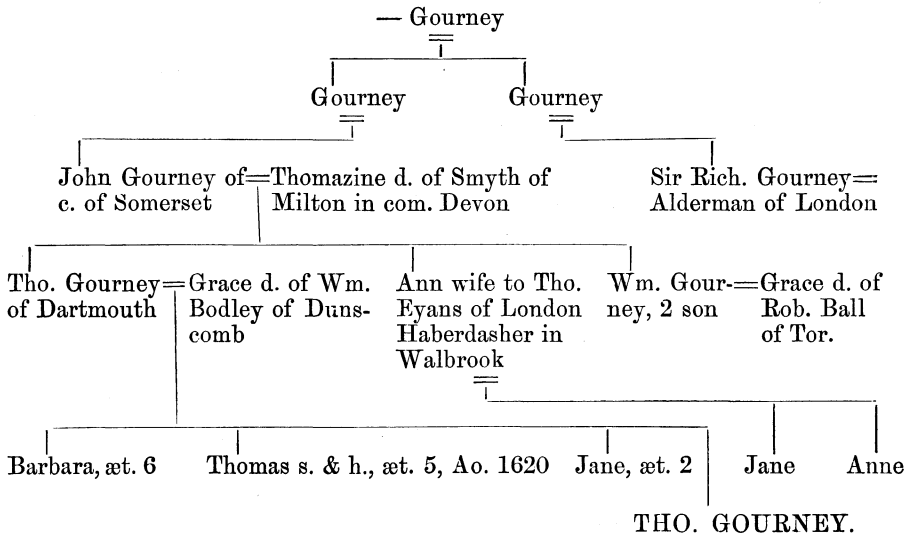 — Gourney
Gourney
Gourney
John Gourney of=Thomazine d. of Smyth of
c. of Somerset
Milton in com. Devon
Sir Rich. Gourney=
Alderman of London
Tho. Gourney=
of Dartmouth
Grace d. of Wm.
Bodley of Duns-
comb
Ann wife to Tho.
Eyans of London
Haberdasher in
Walbrook
Wm. Gour-
ney, 2 son
=Grace d. of
Rob. Ball
of Tor.
Barbara, æt. 6
Thomas s. & h., æt. 5, Ao. 1620
Jane, æt. 2
Jane
Anne
THO. GOURNEY.